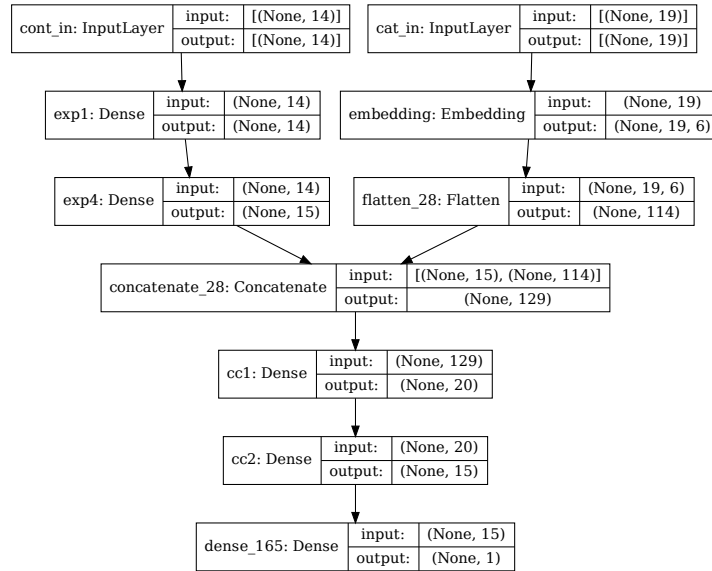 cont_in: InputLayer input: [(None, 14)]
output: [(None, 14)]
cat_in: InputLayer input: [(None, 19)]
output: [(None, 19)]
exp1: Dense input: (None, 14)
output: (None, 14)
embedding: Embedding input: (None, 19)
output: (None, 19, 6)
exp4: Dense input: (None, 14)
output: (None, 15)
flatten_28: Flatten input: (None, 19, 6)
output: (None, 114)
concatenate_28: Concatenate input: [(None, 15), (None, 114)]
output: (None, 129)
cc1: Dense input: (None, 129)
output: (None, 20)
cc2: Dense input: (None, 20)
output: (None, 15)
dense_165: Dense input: (None, 15)
output: (None, 1)